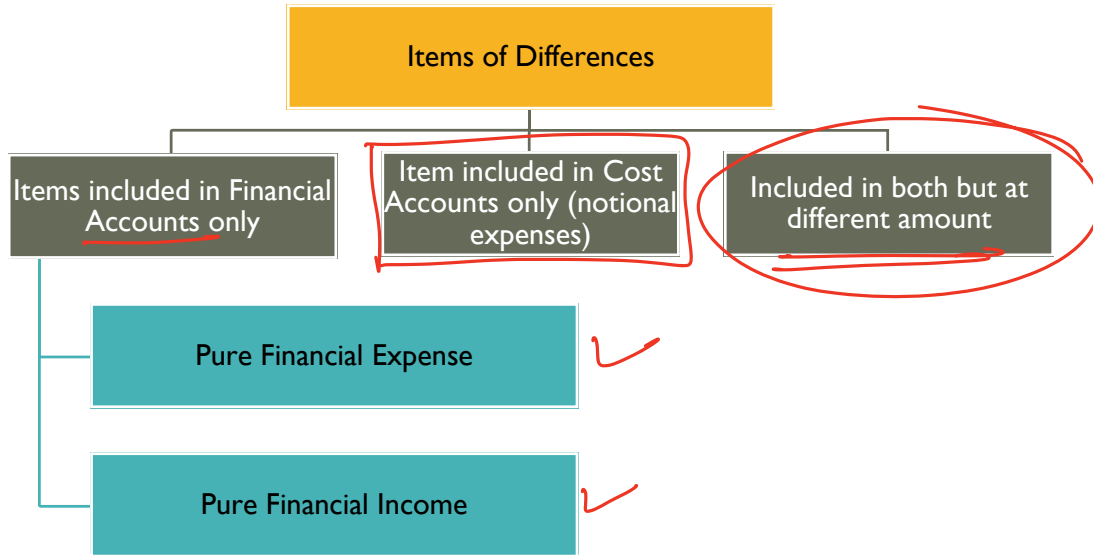 Items of Differences
Items included in Financial
Accounts only
Item included in Cost
Accounts only (notional
expenses)
Included in both but at
different amount
Pure Financial Expense
Pure Financial Income